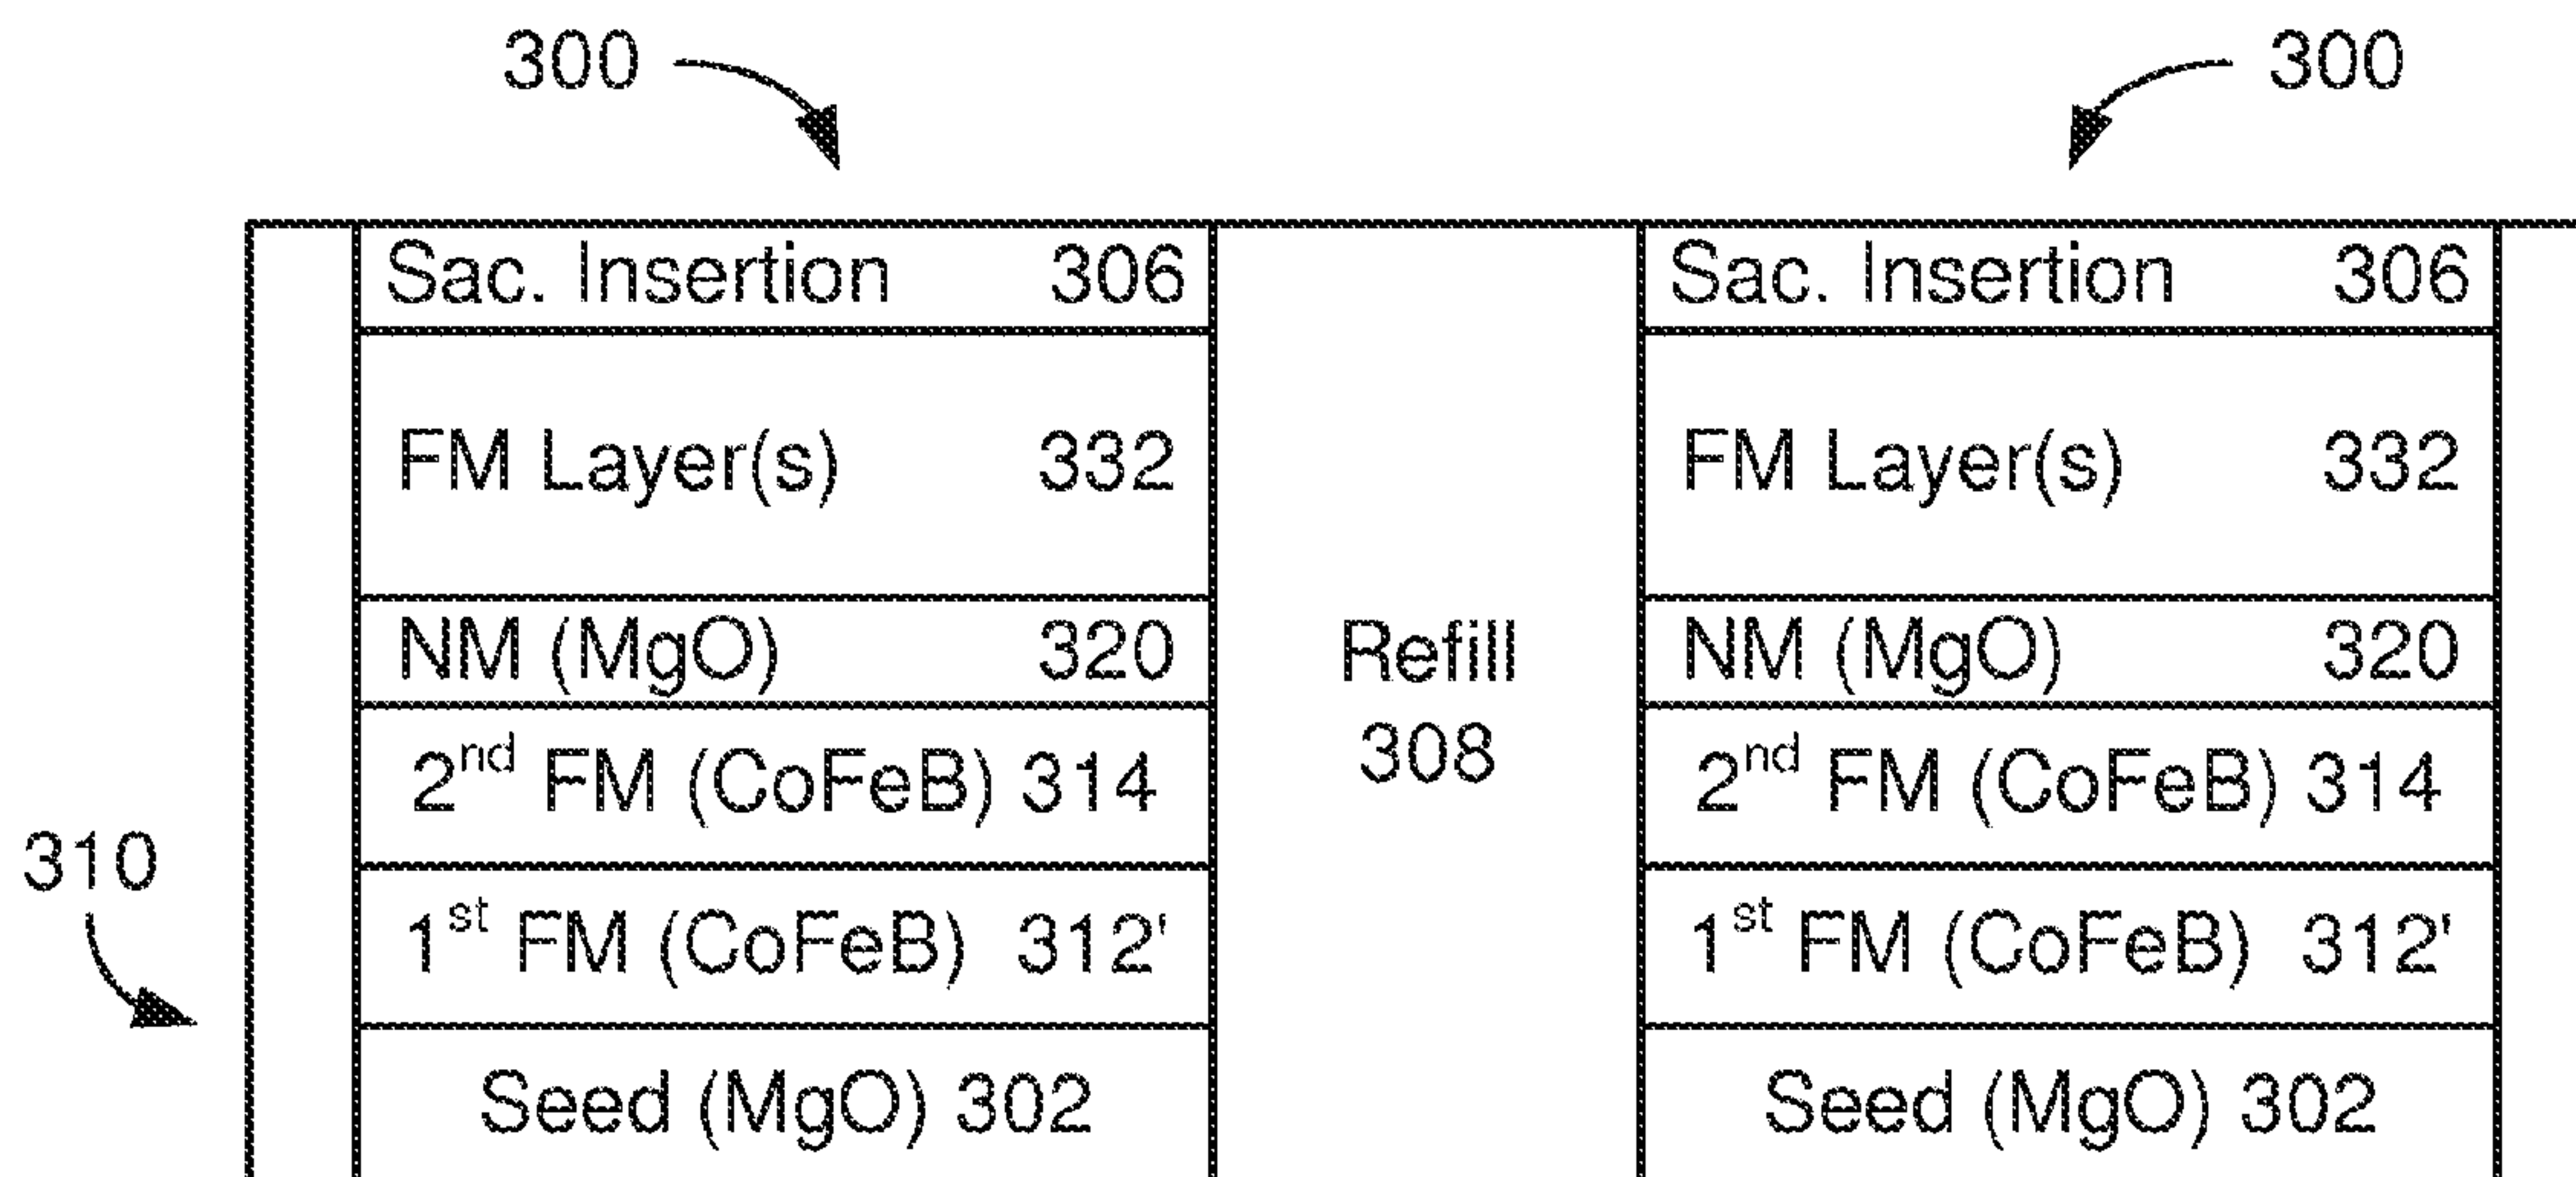 300 300
Sac. Insertion 306 Sac. Insertion 306
FM Layer(s) 332 FM Layer(s) 332
NM (MgO) 320 Refill NM (MgO) 320
308
2nd FM (CoFeB) 314 2nd FM (CoFeB) 314
310
1st FM (CoFeB) 312' 1st FM (CoFeB) 312'
Seed (MgO) 302 Seed (MgO) 302